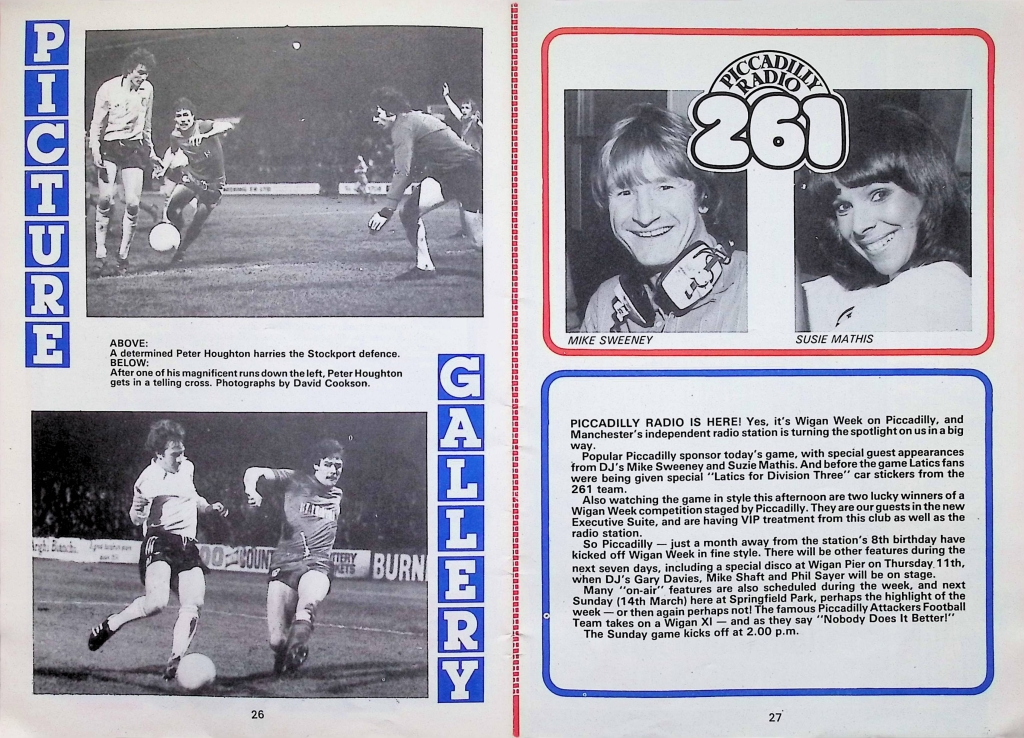 PICTURE
ABOVE:
A determined Peter Houghton harries the Stockport defence.
BELOW:
After one of his magnificent runs down the left, Peter Houghton
gets in a telling cross. Photographs by David Cookson.
GALLERY
BURN
26
PICCADILLY
RADIO
261
MIKE SWEENEY
SUSIE MATHIS
PICCADILLY RADIO IS HERE! Yes, it's Wigan Week on Piccadilly, and
Manchester's independent radio station is turning the spotlight on us in a big
way.
Popular Piccadilly sponsor today's game, with special guest appearances
from DJ's Mike Sweeney and Suzie Mathis. And before the game Latics fans
were being given special "Latics for Division Three" car stickers from the
261 team.
Also watching the game in style this afternoon are two lucky winners of a
Wigan Week competition staged by Piccadilly. They are our guests in the new
Executive Suite, and are having VIP treatment from this club as well as the
radio station.
So Piccadilly — just a month away from the station's 8th birthday have
kicked off Wigan Week in fine style. There will be other features during the
next seven days, including a special disco at Wigan Pier on Thursday, 11th,
when DJ's Gary Davies, Mike Shaft and Phil Sayer will be on stage.
Many "on-air" features are also scheduled during the week, and next
Sunday (14th March) here at Springfield Park, perhaps the highlight of the
week — or then again perhaps not! The famous Piccadilly Attackers Football
Team takes on a Wigan XI — and as they say "Nobody Does It Better!"
The Sunday game kicks off at 2.00 p.m.
27